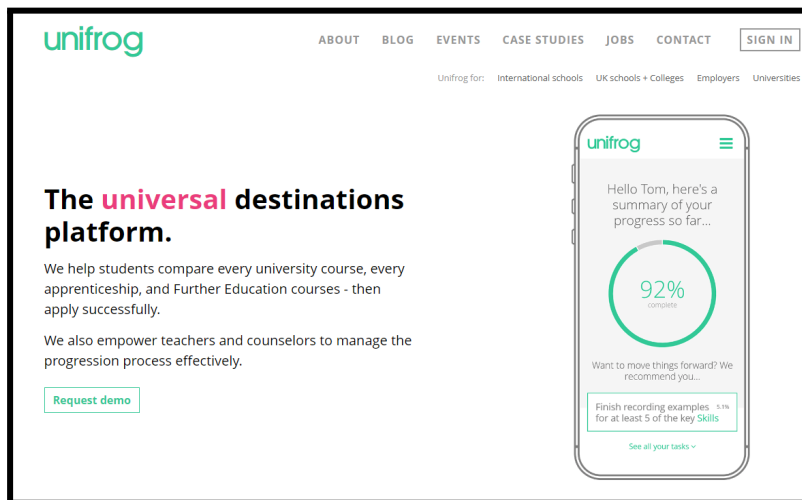 unifrog
ABOUT BLOG EVENTS CASE STUDIES JOBS CONTACT SIGN IN
Unifrog for: International schools UK schools + Colleges Employers Universities
The universal destinations
platform.
We help students compare every university course, every
apprenticeship, and Further Education courses - then
apply successfully.
We also empower teachers and counselors to manage the
progression process effectively.
Request demo
unifrog
Hello Tom, here's a
summary of your
progress so far...
92%
complete
Want to move things forward? We
recommend you...
Finish recording examples 5.1%
for at least 5 of the key Skills
See all your tasks